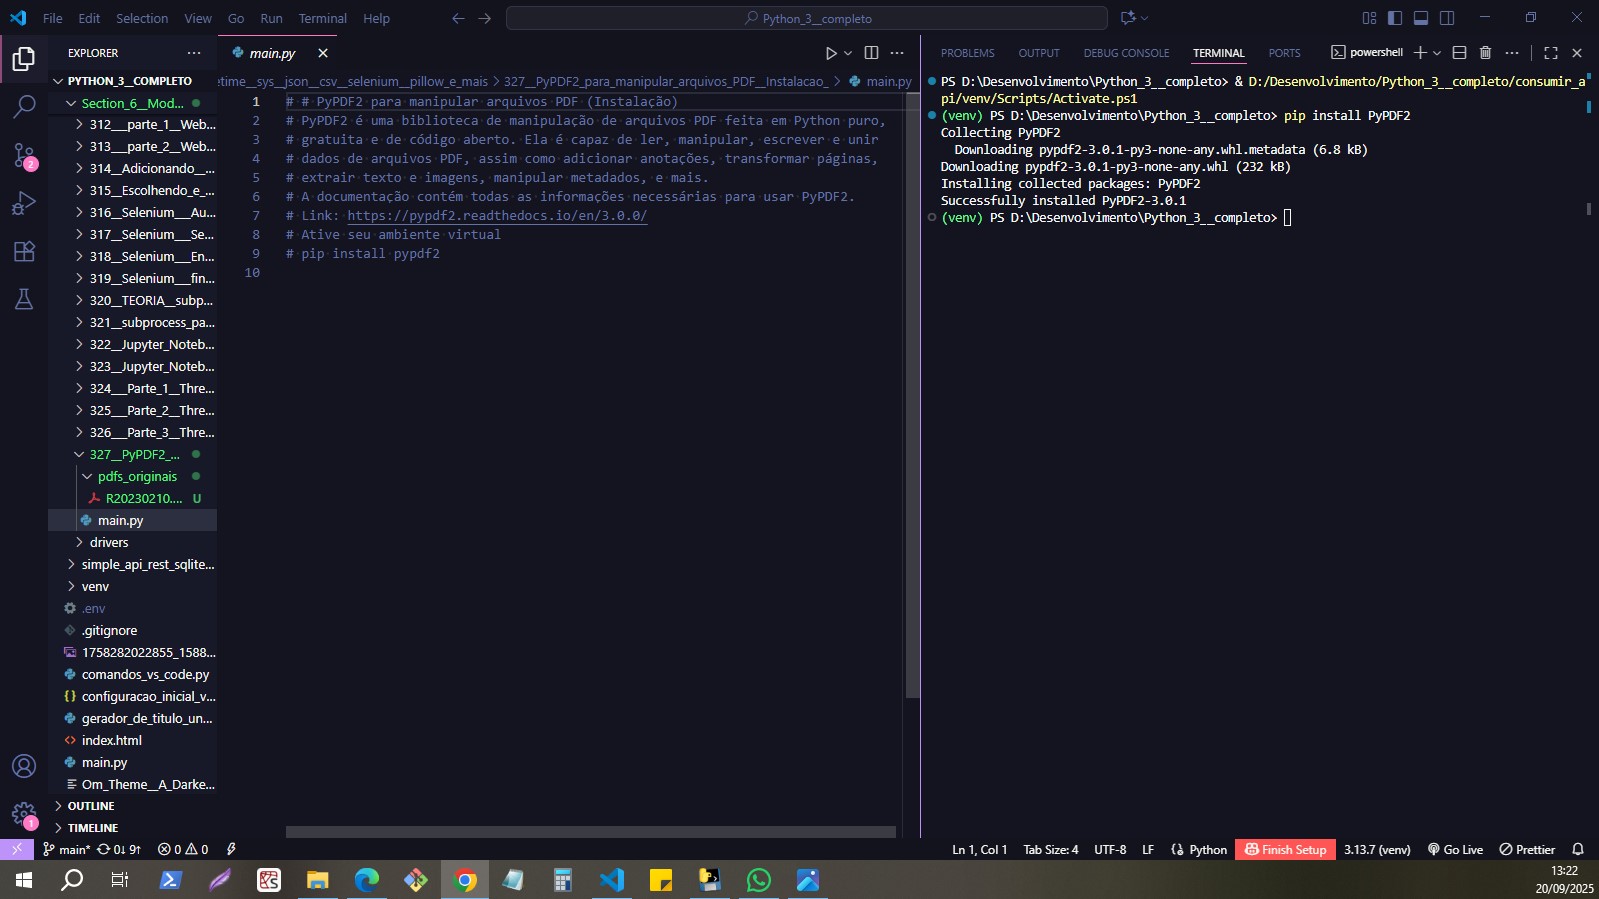 File Edit Selection View Go Run Terminal Help
Python_3__completo
EXPLORER
PYTHON_3__COMPLETO
Section_6__Mod...
312___parte_1__Web...
313___parte_2__Web...
314__Adicionando__...
315__Escolhendo_e_...
316__Selenium__Au...
317__Selenium__Se...
318__Selenium__En...
319__Selenium__fin...
320__TEORIA__subp...
321__subprocess_pa...
322__Jupyter_Noteb...
323__Jupyter_Noteb...
324___Parte_1__Thre...
325___Parte_2__Thre...
326___Parte_3__Thre...
327__PyPDF2_...
pdfs_originais
R20230210.... U
main.py
drivers
simple_api_rest_sqlite...
venv
.env
.gitignore
1758282022855_1588...
comandos_vs_code.py
configuracao_inicial_v...
gerador_de_titulo_un...
index.html
main.py
Om_Theme__A_Darke...
OUTLINE
TIMELINE
main.py
etime__sys__json__csv__selenium__pillow_e_mais > 327__PyPDF2_para_manipular_arquivos_PDF__Instalacao_ > main.py
1 # # PyPDF2 para manipular arquivos PDF (Instalação)
2 # PyPDF2 é uma biblioteca de manipulação de arquivos PDF feita em Python puro,
3 # gratuita e de código aberto. Ela é capaz de ler, manipular, escrever e unir
4 # dados de arquivos PDF, assim como adicionar anotações, transformar páginas,
5 # extrair texto e imagens, manipular metadados, e mais.
6 # A documentação contém todas as informações necessárias para usar PyPDF2.
7 # Link: https://pypdf2.readthedocs.io/en/3.0.0/
8 # Ative seu ambiente virtual
9 # pip install pypdf2
10
PROBLEMS OUTPUT DEBUG CONSOLE TERMINAL PORTS powershell
PS D:\Desenvolvimento\Python_3__completo> & D:/Desenvolvimento/Python_3__completo/consumir_a
pi/venv/Scripts/Activate.ps1
(venv) PS D:\Desenvolvimento\Python_3__completo> pip install PyPDF2
Collecting PyPDF2
Downloading pypdf2-3.0.1-py3-none-any.whl.metadata (6.8 kB)
Downloading pypdf2-3.0.1-py3-none-any.whl (232 kB)
Installing collected packages: PyPDF2
Successfully installed PyPDF2-3.0.1
(venv) PS D:\Desenvolvimento\Python_3__completo>
2
1
main* 0↓ 9↑ 0 0
Ln 1, Col 1 Tab Size: 4 UTF-8 LF Python Finish Setup 3.13.7 (venv) Go Live Prettier
13:22
20/09/2025